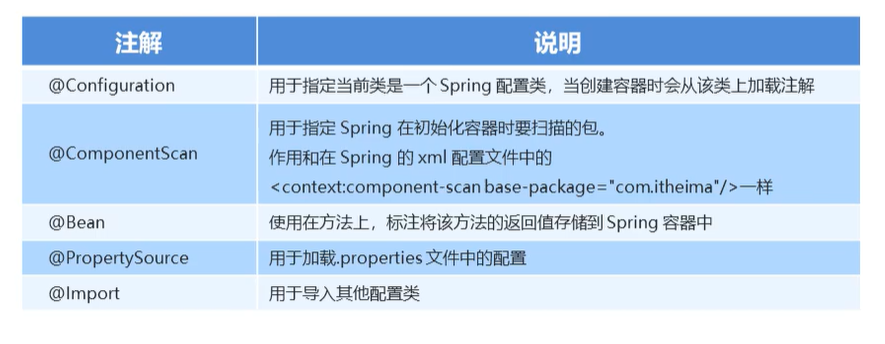 注解 说明
@Configuration 用于指定当前类是一个 Spring 配置类，当创建容器时会从该类上加载注解
@ComponentScan 用于指定 Spring 在初始化容器时要扫描的包。
作用和在 Spring 的 xml 配置文件中的
<context:component-scan base-package="com.itheima"/>一样
@Bean 使用在方法上，标注将该方法的返回值存储到 Spring 容器中
@PropertySource 用于加载.properties 文件中的配置
@Import 用于导入其他配置类